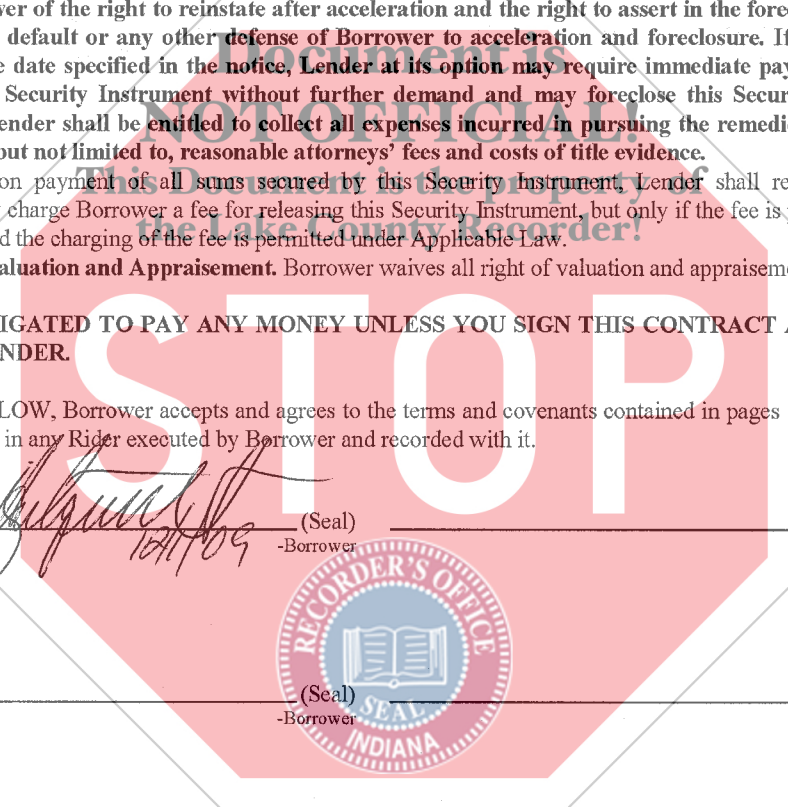 ver of the right to reinstate after acceleration and the right to assert in the fore
default or any other defense of Borrower to acceleration and foreclosure. If
Document is
e date specified in the notice, Lender at its option may require immediate pay
Security Instrument without further demand and may foreclose this Secur
NOT OFFICIAL!
ender shall be entitled to collect all expenses incurred in pursuing the remedi
but not limited to, reasonable attorneys' fees and costs of title evidence.
on payment of all sums secured by this Security Instrument, Lender shall re
This Document is the property of
charge Borrower a fee for releasing this Security Instrument, but only if the fee is
the Lake County Recorder!
d the charging of the fee is permitted under Applicable Law.
aluation and Appraisement. Borrower waives all right of valuation and appraiseme
IGATED TO PAY ANY MONEY UNLESS YOU SIGN THIS CONTRACT A
NDER.
STOP
LOW, Borrower accepts and agrees to the terms and covenants contained in pages
in any Rider executed by Borrower and recorded with it.
(Seal)
-Borrower
RECORDER'S OFFICE
SEAL
INDIANA
(Seal)
-Borrower